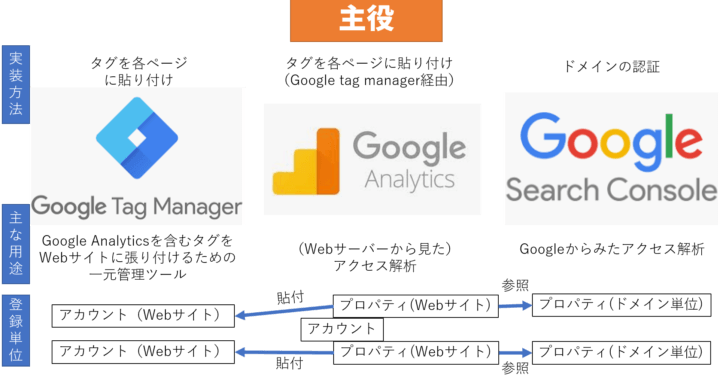 主役
実装方法
タグを各ページ
に貼り付け
タグを各ページに貼り付け
(Google tag manager経由)
ドメインの認証
Google Tag Manager
Google
Analytics
Google
Search Console
主な用途
Google Analyticsを含むタグを
Webサイトに張り付けるための
一元管理ツール
(Webサーバーから見た)
アクセス解析
Googleからみたアクセス解析
登録単位
アカウント（Webサイト）
貼付
プロパティ(Webサイト)
参照
プロパティ(ドメイン単位)
アカウント
アカウント（Webサイト）
貼付
プロパティ(Webサイト)
参照
プロパティ(ドメイン単位)